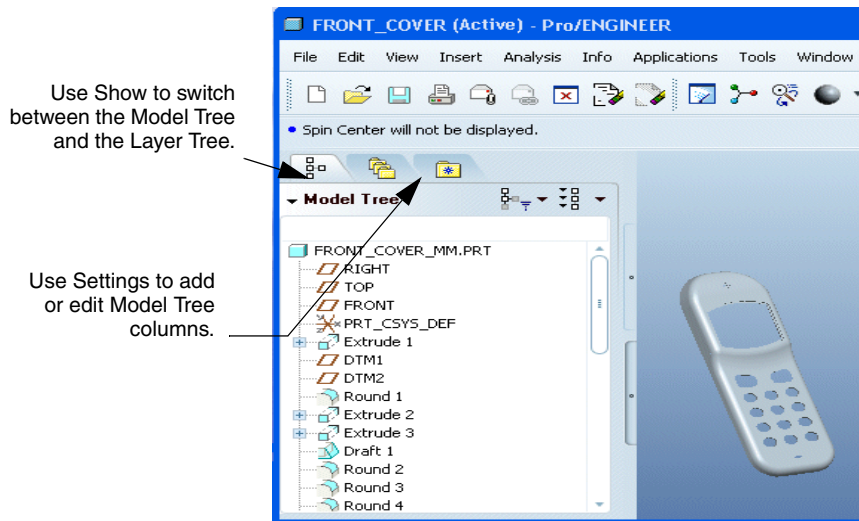 FRONT_COVER (Active) - Pro/ENGINEER
File Edit View Insert Analysis Info Applications Tools Window
Use Show to switch
between the Model Tree
and the Layer Tree.
Spin Center will not be displayed.
Model Tree
FRONT_COVER_MM.PRT
RIGHT
TOP
FRONT
PRT_CSYS_DEF
Extrude 1
DTM1
DTM2
Round 1
Extrude 2
Extrude 3
Draft 1
Round 2
Round 3
Round 4
Use Settings to add
or edit Model Tree
columns.